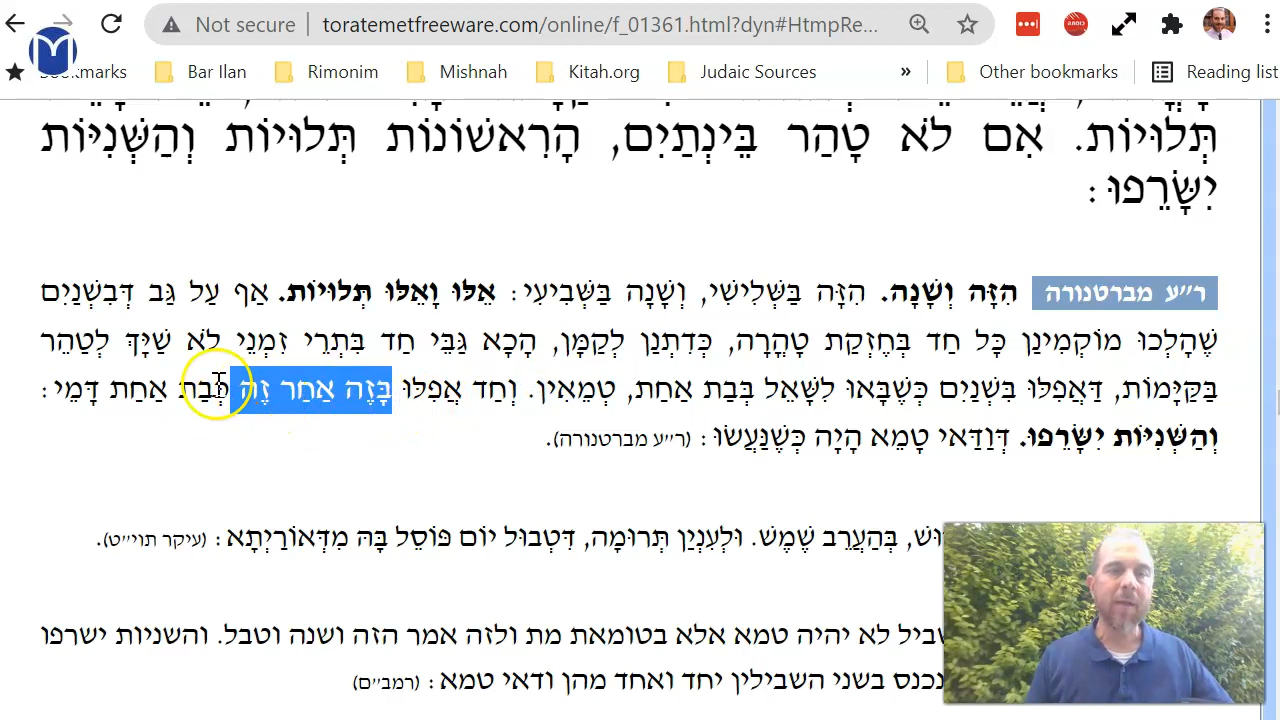 Not secure | toratemetfreeware.com/online/f_01361.html?dyn#HtmpRe...
Bar Ilan Rimonim Mishnah Kitah.org Judaic Sources » Other bookmarks Reading list
תְּלוּיוֹת. אִם לֹא טָהַר בֵּינְתַיִם, הָרִאשׁוֹנוֹת תְּלוּיוֹת וְהַשְּׁנִיּוֹת
יִשָּׂרֵפוּ:
ר״ע מברטנורה הִזָּה וְשָׁנָה. הִזָּה בַּשְּׁלִישִׁי, וְשָׁנָה בַּשְּׁבִיעִי: אֵלּוּ וָאֵלּוּ תְּלוּיוֹת. אַף עַל גַּב דְּבִשְׁנַיִם
שֶׁהָלְכוּ מוֹקְמִינַן כָּל חַד בְּחֶזְקַת טָהֳרָה, כְּדִתְנַן לְקַמָּן, הָכָא גַּבֵּי חַד בִּתְרֵי זִמְנֵי לֹא שַׁיָּךְ לְטַהֵר
בַּקַּיָּמוֹת, דַּאֲפִלּוּ בִּשְׁנַיִם כְּשֶׁבָּאוּ לִשָּׁאֵל בְּבַת אַחַת, טְמֵאִין. וְחַד אֲפִלּוּ בָּזֶה אַחַר זֶה כְּבַת אַחַת דָּמֵי:
וְהַשְּׁנִיּוֹת יִשָּׂרְפוּ. דְּוַדַּאי טָמֵא הָיָה כְּשֶׁנַּעֲשׂוּ: (ר״ע מברטנורה).
בְּהַעֲרֵב שֶׁמֶשׁ. וּלְעִנְיַן תְּרוּמָה, דִּטְבוּל יוֹם פּוֹסֵל בָּהּ מִדְּאוֹרַיְתָא: (עיקר תוי״ט).
שביל לא יהיה טמא אלא בטומאת מת ולזה אמר הזה ושנה וטבל. והשניות ישרפו
נכנס בשני השבילין יחד ואחד מהן ודאי טמא: (רמב״ם)